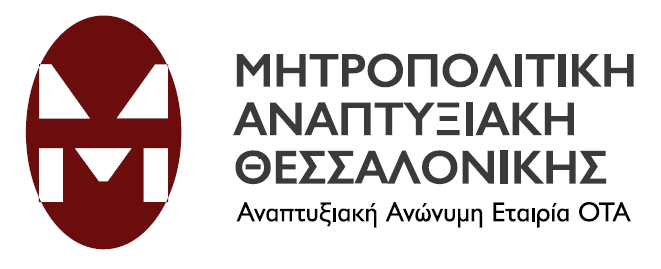 ΜΗΤΡΟΠΟΛΙΤΙΚΗ
ΑΝΑΠΤΥΞΙΑΚΗ
ΘΕΣΣΑΛΟΝΙΚΗΣ
Αναπτυξιακή Ανώνυμη Εταιρία ΟΤΑ